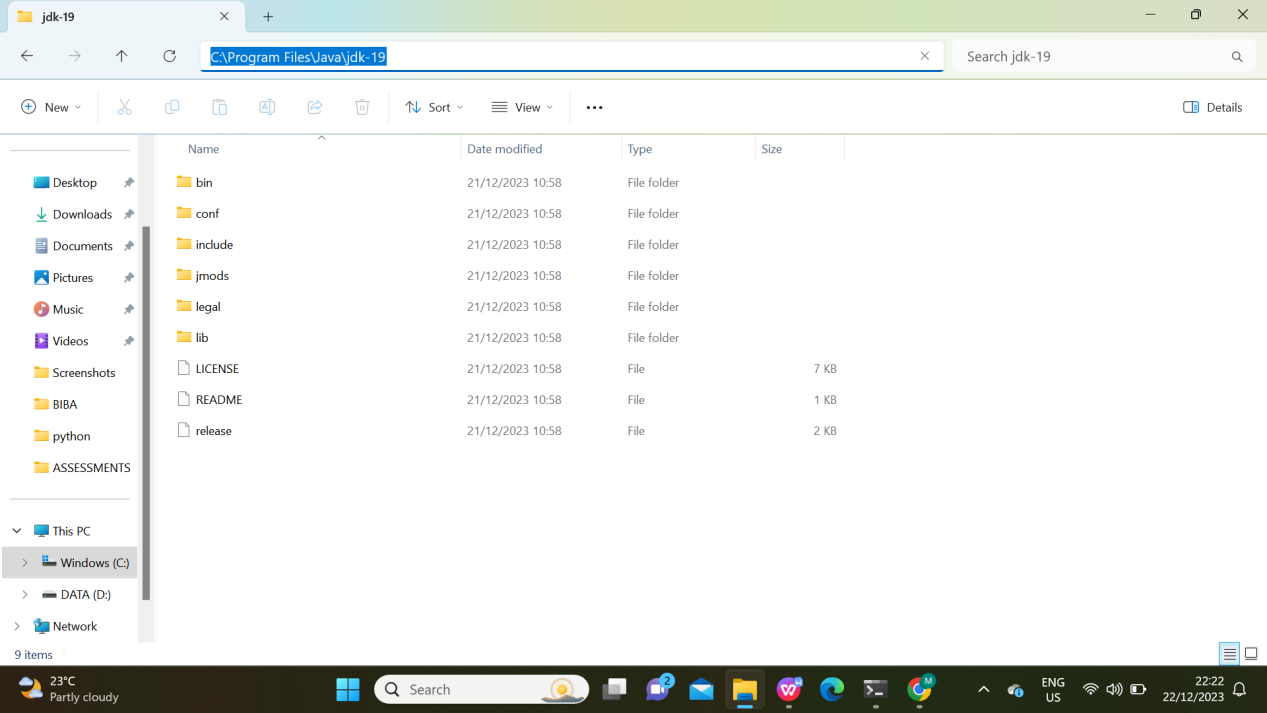 jdk-19
C:\Program Files\Java\jdk-19
Search jdk-19
New
Sort
View
Details
Name Date modified Type Size
Desktop
Downloads
Documents
Pictures
Music
Videos
Screenshots
BIBA
python
ASSESSMENTS
This PC
Windows (C:)
DATA (D:)
Network
bin 21/12/2023 10:58 File folder
conf 21/12/2023 10:58 File folder
include 21/12/2023 10:58 File folder
jmods 21/12/2023 10:58 File folder
legal 21/12/2023 10:58 File folder
lib 21/12/2023 10:58 File folder
LICENSE 21/12/2023 10:58 File 7 KB
README 21/12/2023 10:58 File 1 KB
release 21/12/2023 10:58 File 2 KB
9 items
23°C
Partly cloudy
Search
2
M
ENG
US
22:22
22/12/2023